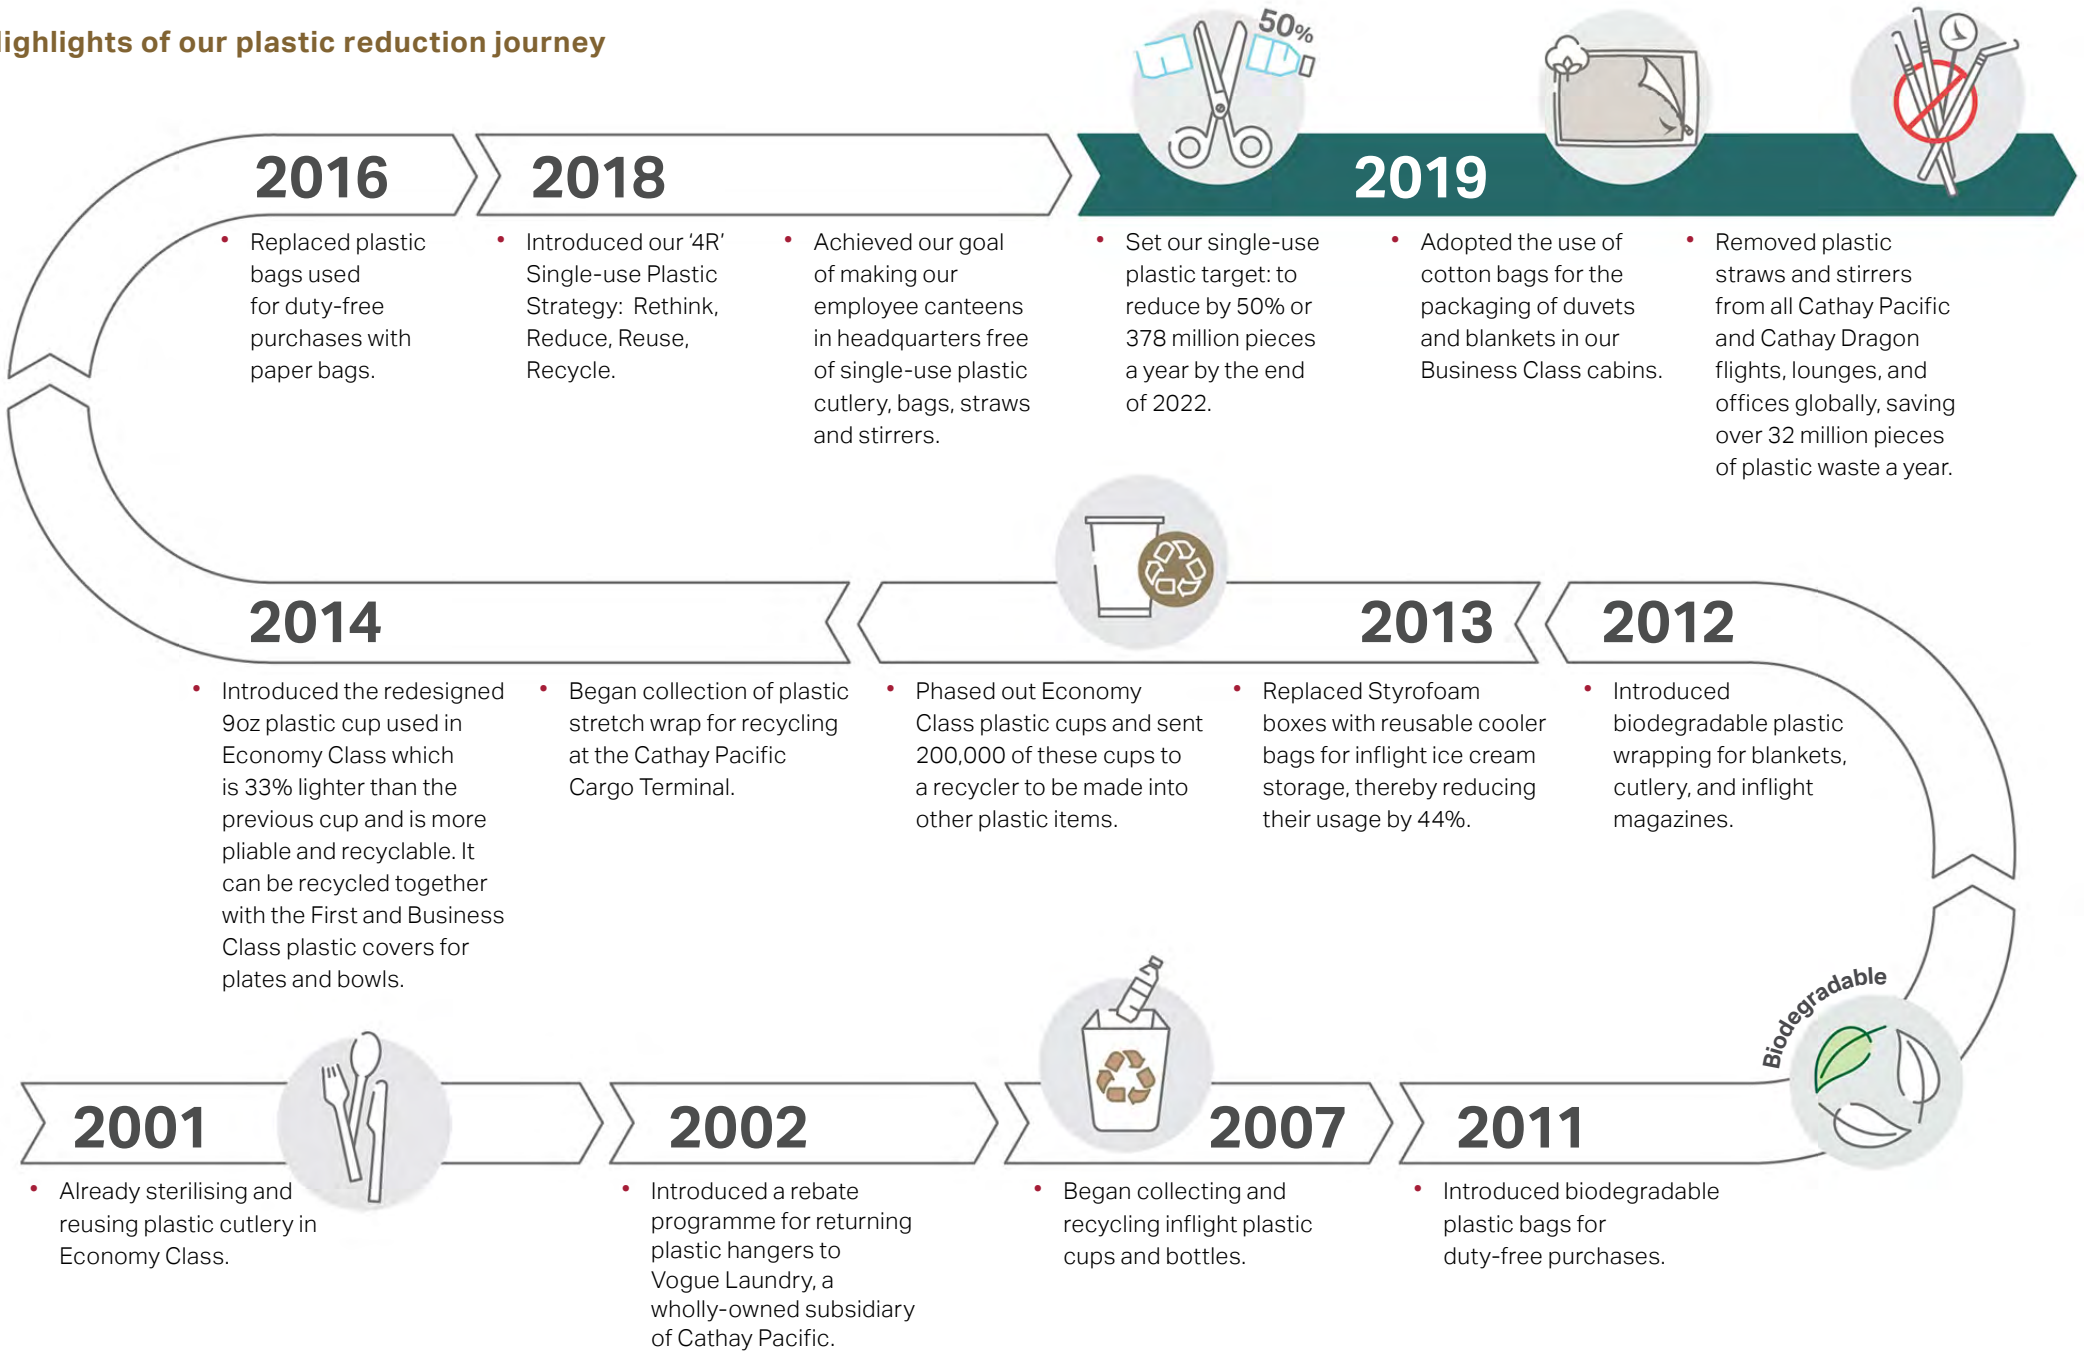 Highlights of our plastic reduction journey
50%
2016
2018
2019
• Replaced plastic
bags used
for duty-free
purchases with
paper bags.
• Introduced our ‘4R’
Single-use Plastic
Strategy: Rethink,
Reduce, Reuse,
Recycle.
• Achieved our goal
of making our
employee canteens
in headquarters free
of single-use plastic
cutlery, bags, straws
and stirrers.
• Set our single-use
plastic target: to
reduce by 50% or
378 million pieces
a year by the end
of 2022.
• Adopted the use of
cotton bags for the
packaging of duvets
and blankets in our
Business Class cabins.
• Removed plastic
straws and stirrers
from all Cathay Pacific
and Cathay Dragon
flights, lounges, and
offices globally, saving
over 32 million pieces
of plastic waste a year.
2014
2013
2012
• Introduced the redesigned
9oz plastic cup used in
Economy Class which
is 33% lighter than the
previous cup and is more
pliable and recyclable. It
can be recycled together
with the First and Business
Class plastic covers for
plates and bowls.
• Began collection of plastic
stretch wrap for recycling
at the Cathay Pacific
Cargo Terminal.
• Phased out Economy
Class plastic cups and sent
200,000 of these cups to
a recycler to be made into
other plastic items.
• Replaced Styrofoam
boxes with reusable cooler
bags for inflight ice cream
storage, thereby reducing
their usage by 44%.
• Introduced
biodegradable plastic
wrapping for blankets,
cutlery, and inflight
magazines.
Biodegradable
2001
2002
2007
2011
• Already sterilising and
reusing plastic cutlery in
Economy Class.
• Introduced a rebate
programme for returning
plastic hangers to
Vogue Laundry, a
wholly-owned subsidiary
of Cathay Pacific.
• Began collecting and
recycling inflight plastic
cups and bottles.
• Introduced biodegradable
plastic bags for
duty-free purchases.